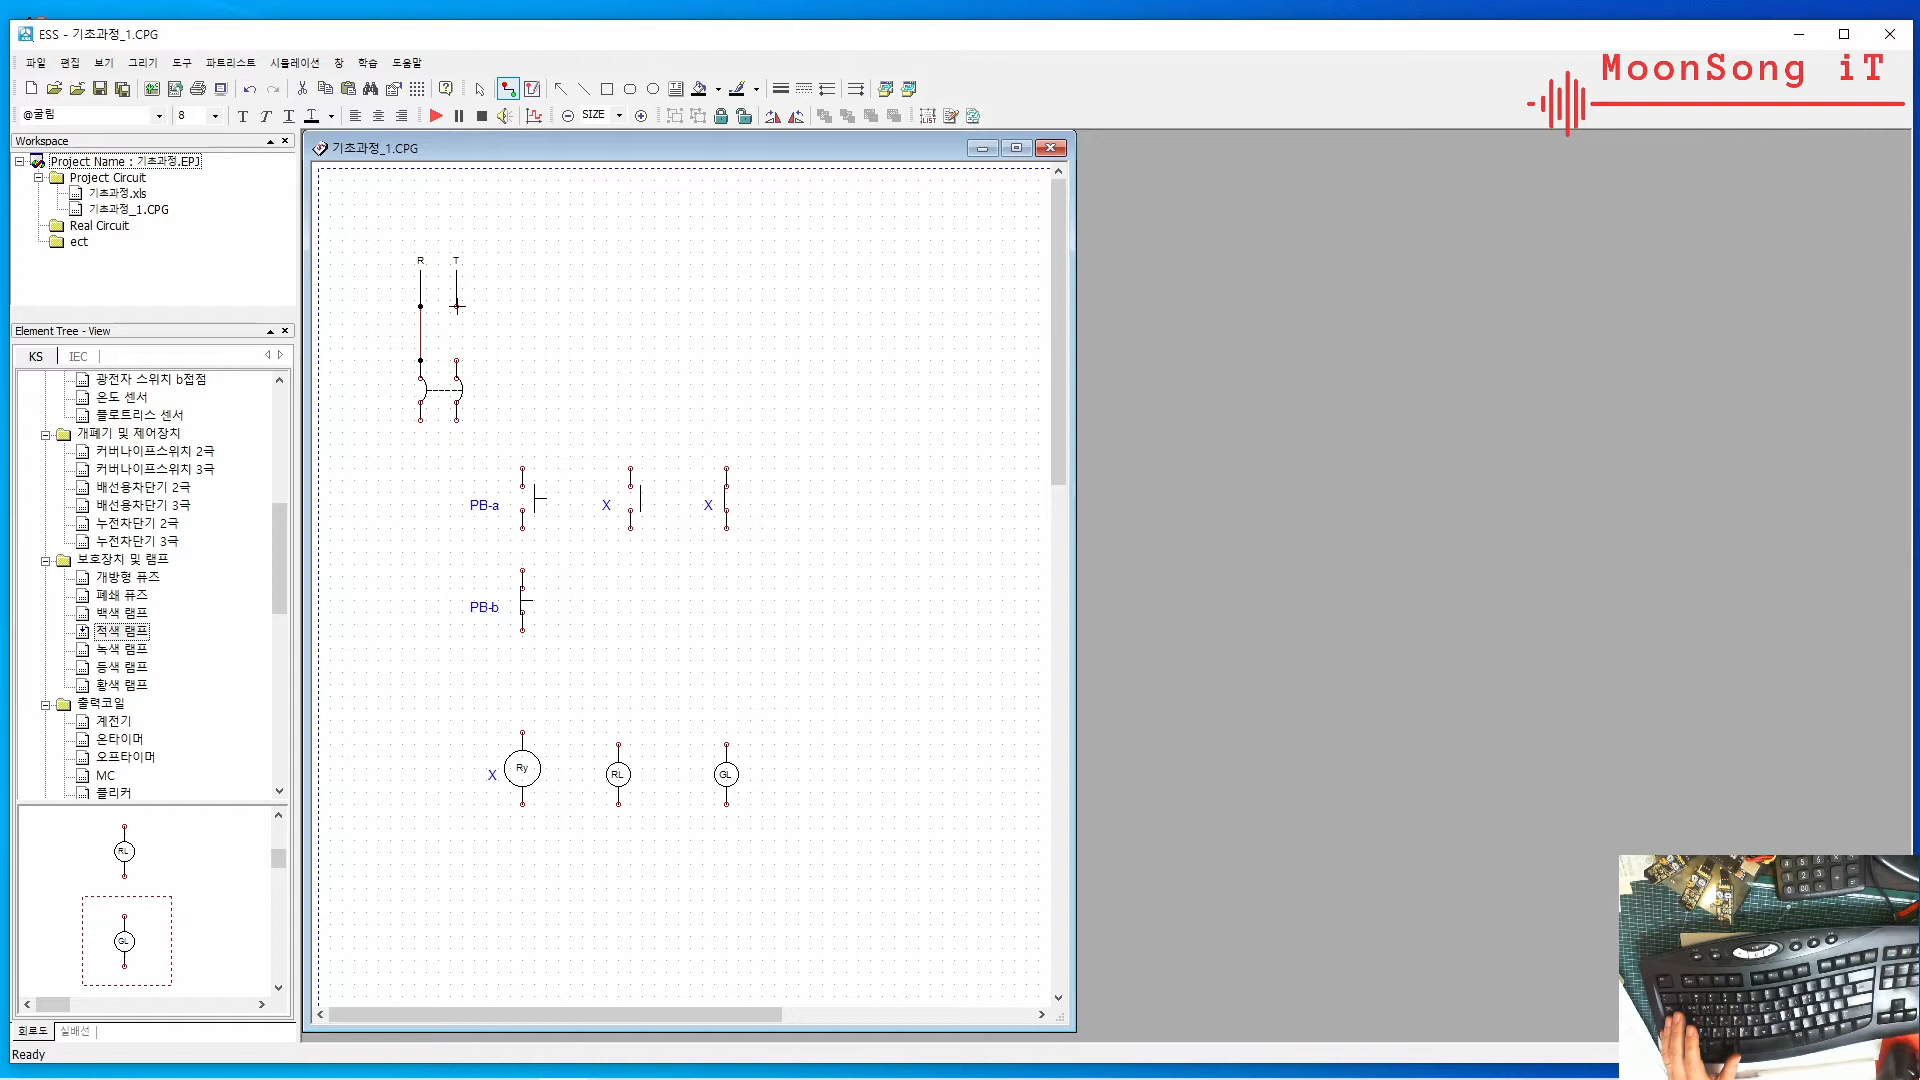 ESS - 기초과정_1.CPG
파일 편집 보기 그리기 도구 파트리스트 시뮬레이션 창 학습 도움말
MoonSong iT
@굴림 8 SIZE
Workspace
기초과정_1.CPG
Project Name : 기초과정.EPJ
Project Circuit
기초과정.xls
기초과정_1.CPG
Real Circuit
ect
R T
Element Tree - View
KS IEC
광전자 스위치 b접점
온도 센서
플로트리스 센서
개폐기 및 제어장치
커버나이프스위치 2극
커버나이프스위치 3극
배선용차단기 2극
배선용차단기 3극
누전차단기 2극
누전차단기 3극
보호장치 및 램프
개방형 퓨즈
폐쇄 퓨즈
백색 램프
적색 램프
녹색 램프
등색 램프
황색 램프
출력코일
계전기
온타이머
오프타이머
MC
플리커
PB-a X X
PB-b
X Ry RL GL
RL
GL
회로도 실배선
Ready